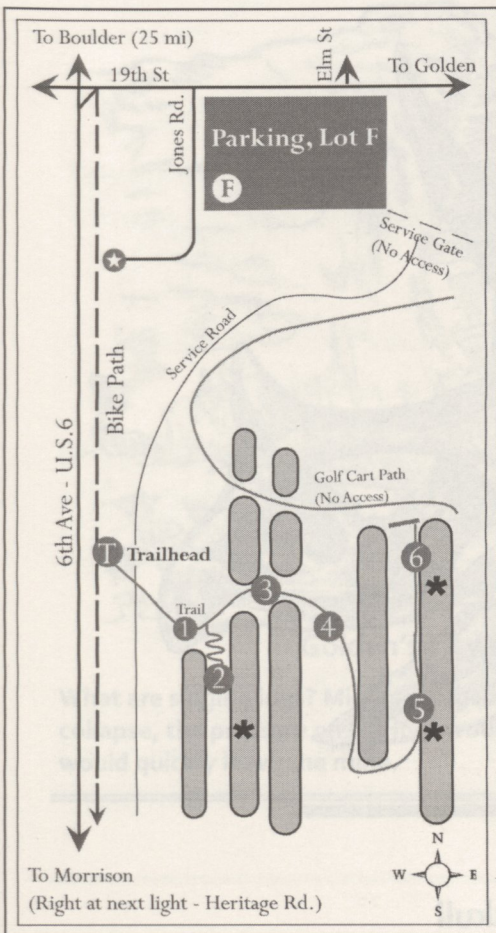 To Boulder (25 mi)
Elm St
To Golden
19th St
Jones Rd.
Parking, Lot F
F
Service Gate
(No Access)
Service Road
Bike Path
6th Ave - U.S.6
Golf Cart Path
(No Access)
T Trailhead
Trail
1
2
3
4
5
6
*
*
*
N
W E
S
To Morrison
(Right at next light - Heritage Rd.)